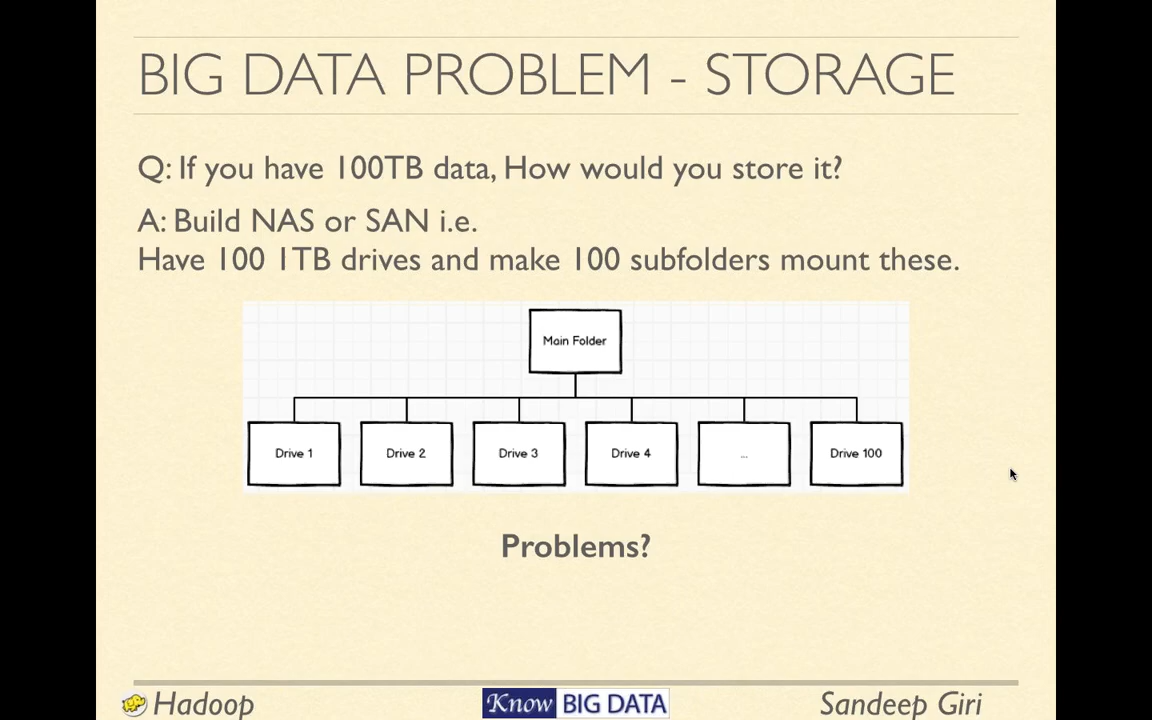 BIG DATA PROBLEM - STORAGE
Q: If you have 100TB data, How would you store it?
A: Build NAS or SAN i.e.
Have 100 1TB drives and make 100 subfolders mount these.
Main Folder
Drive 1
Drive 2
Drive 3
Drive 4
...
Drive 100
Problems?
Hadoop
Know BIG DATA
Sandeep Giri